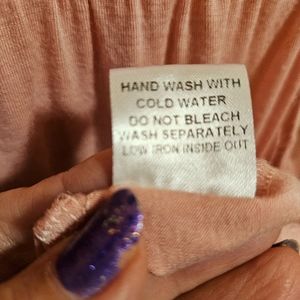 HAND WASH WITH
COLD WATER
DO NOT BLEACH
WASH SEPARATELY
LOW IRON INSIDE OUT